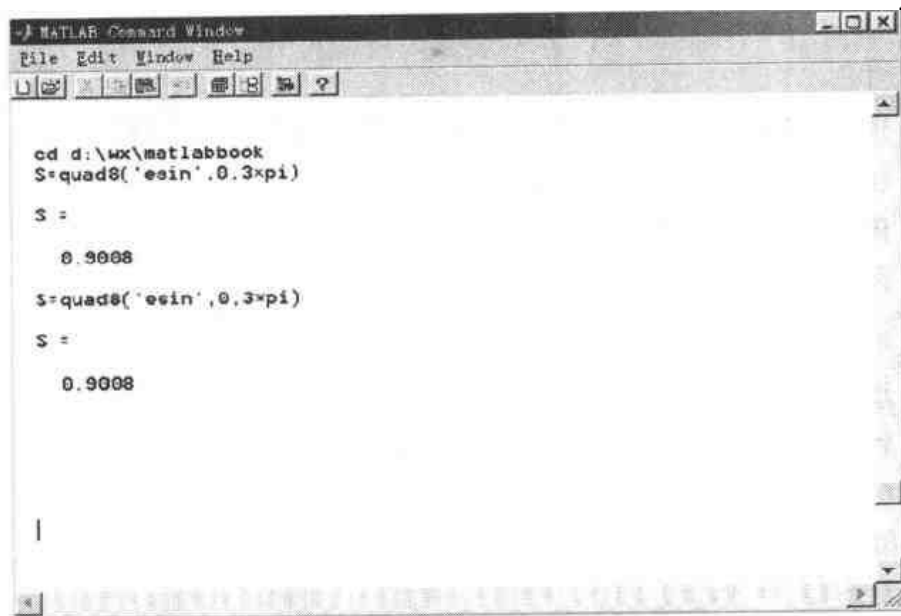 MATLAB Command Window
File Edit Window Help
cd d:\wx\matlabbook
S=quad8('esin',0.3*pi)
S =
0.9008
S=quad8('esin',0,3*pi)
S =
0.9008